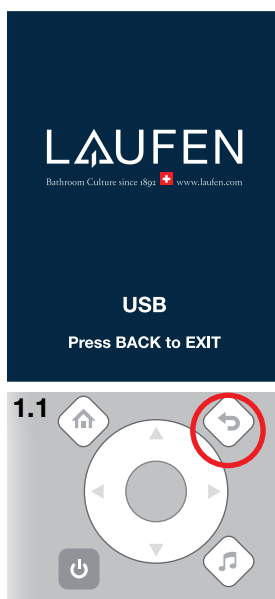 LAUFEN
Bathroom Culture since 1892 www.laufen.com
USB
Press BACK to EXIT
1.1